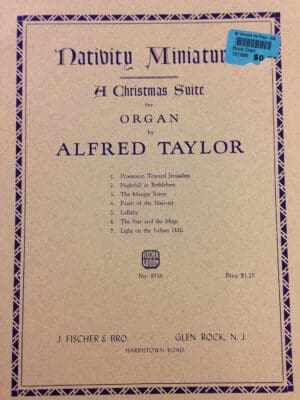 Nativity Miniatur
A Christmas Suite
for
ORGAN
by
ALFRED TAYLOR
1. Procession Toward Jerusalem
2. Nightfall in Bethlehem
3. The Manger Scene
4. Poem of the Nativity
5. Lullaby
6. The Star and the Magi
7. Light on the Judean Hills
No. 8538
Price $1.25
J. FISCHER & BRO.
GLEN ROCK, N. J.
HARRISTOWN ROAD